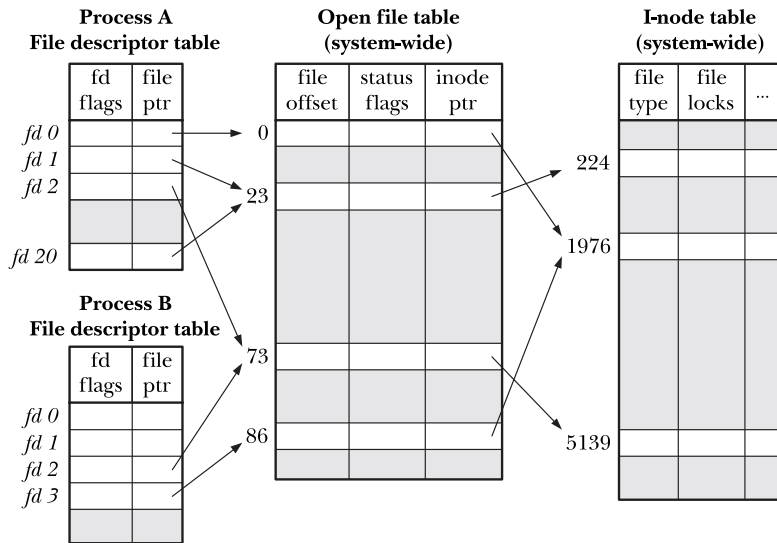 Process A
File descriptor table
fd flags
file ptr
fd 0
fd 1
fd 2
fd 20
Process B
File descriptor table
fd flags
file ptr
fd 0
fd 1
fd 2
fd 3
Open file table
(system-wide)
file offset
status flags
inode ptr
0
23
73
86
I-node table
(system-wide)
file type
file locks
...
224
1976
5139